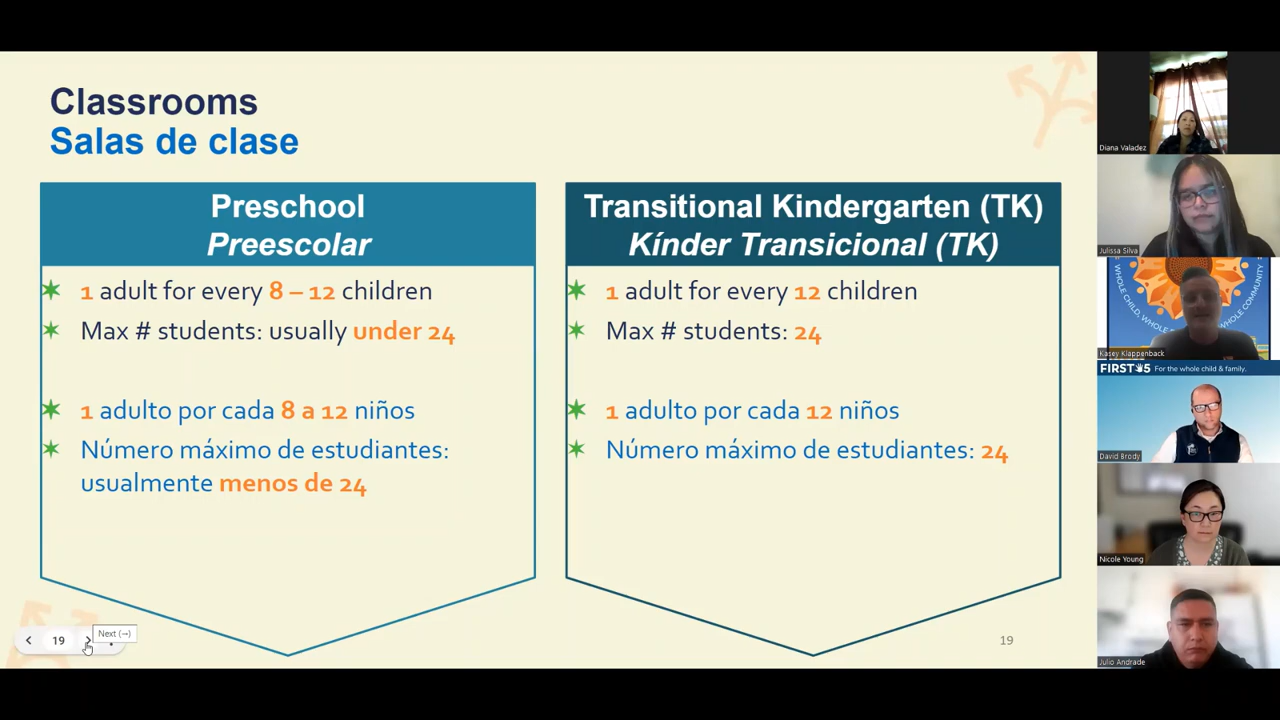 Classrooms
Salas de clase
Preschool
Preescolar
1 adult for every 8 – 12 children
Max # students: usually under 24
1 adulto por cada 8 a 12 niños
Número máximo de estudiantes:
usualmente menos de 24
Transitional Kindergarten (TK)
Kínder Transicional (TK)
1 adult for every 12 children
Max # students: 24
1 adulto por cada 12 niños
Número máximo de estudiantes: 24
19
Next (→)
19
Diana Valadez
Julissa Silva
WHOLE CHILD, WHOLE
COMMUNITY
Kasey Klappenback
FIRST 5 For the whole child & family.
David Brody
Nicole Young
Julio Andrade